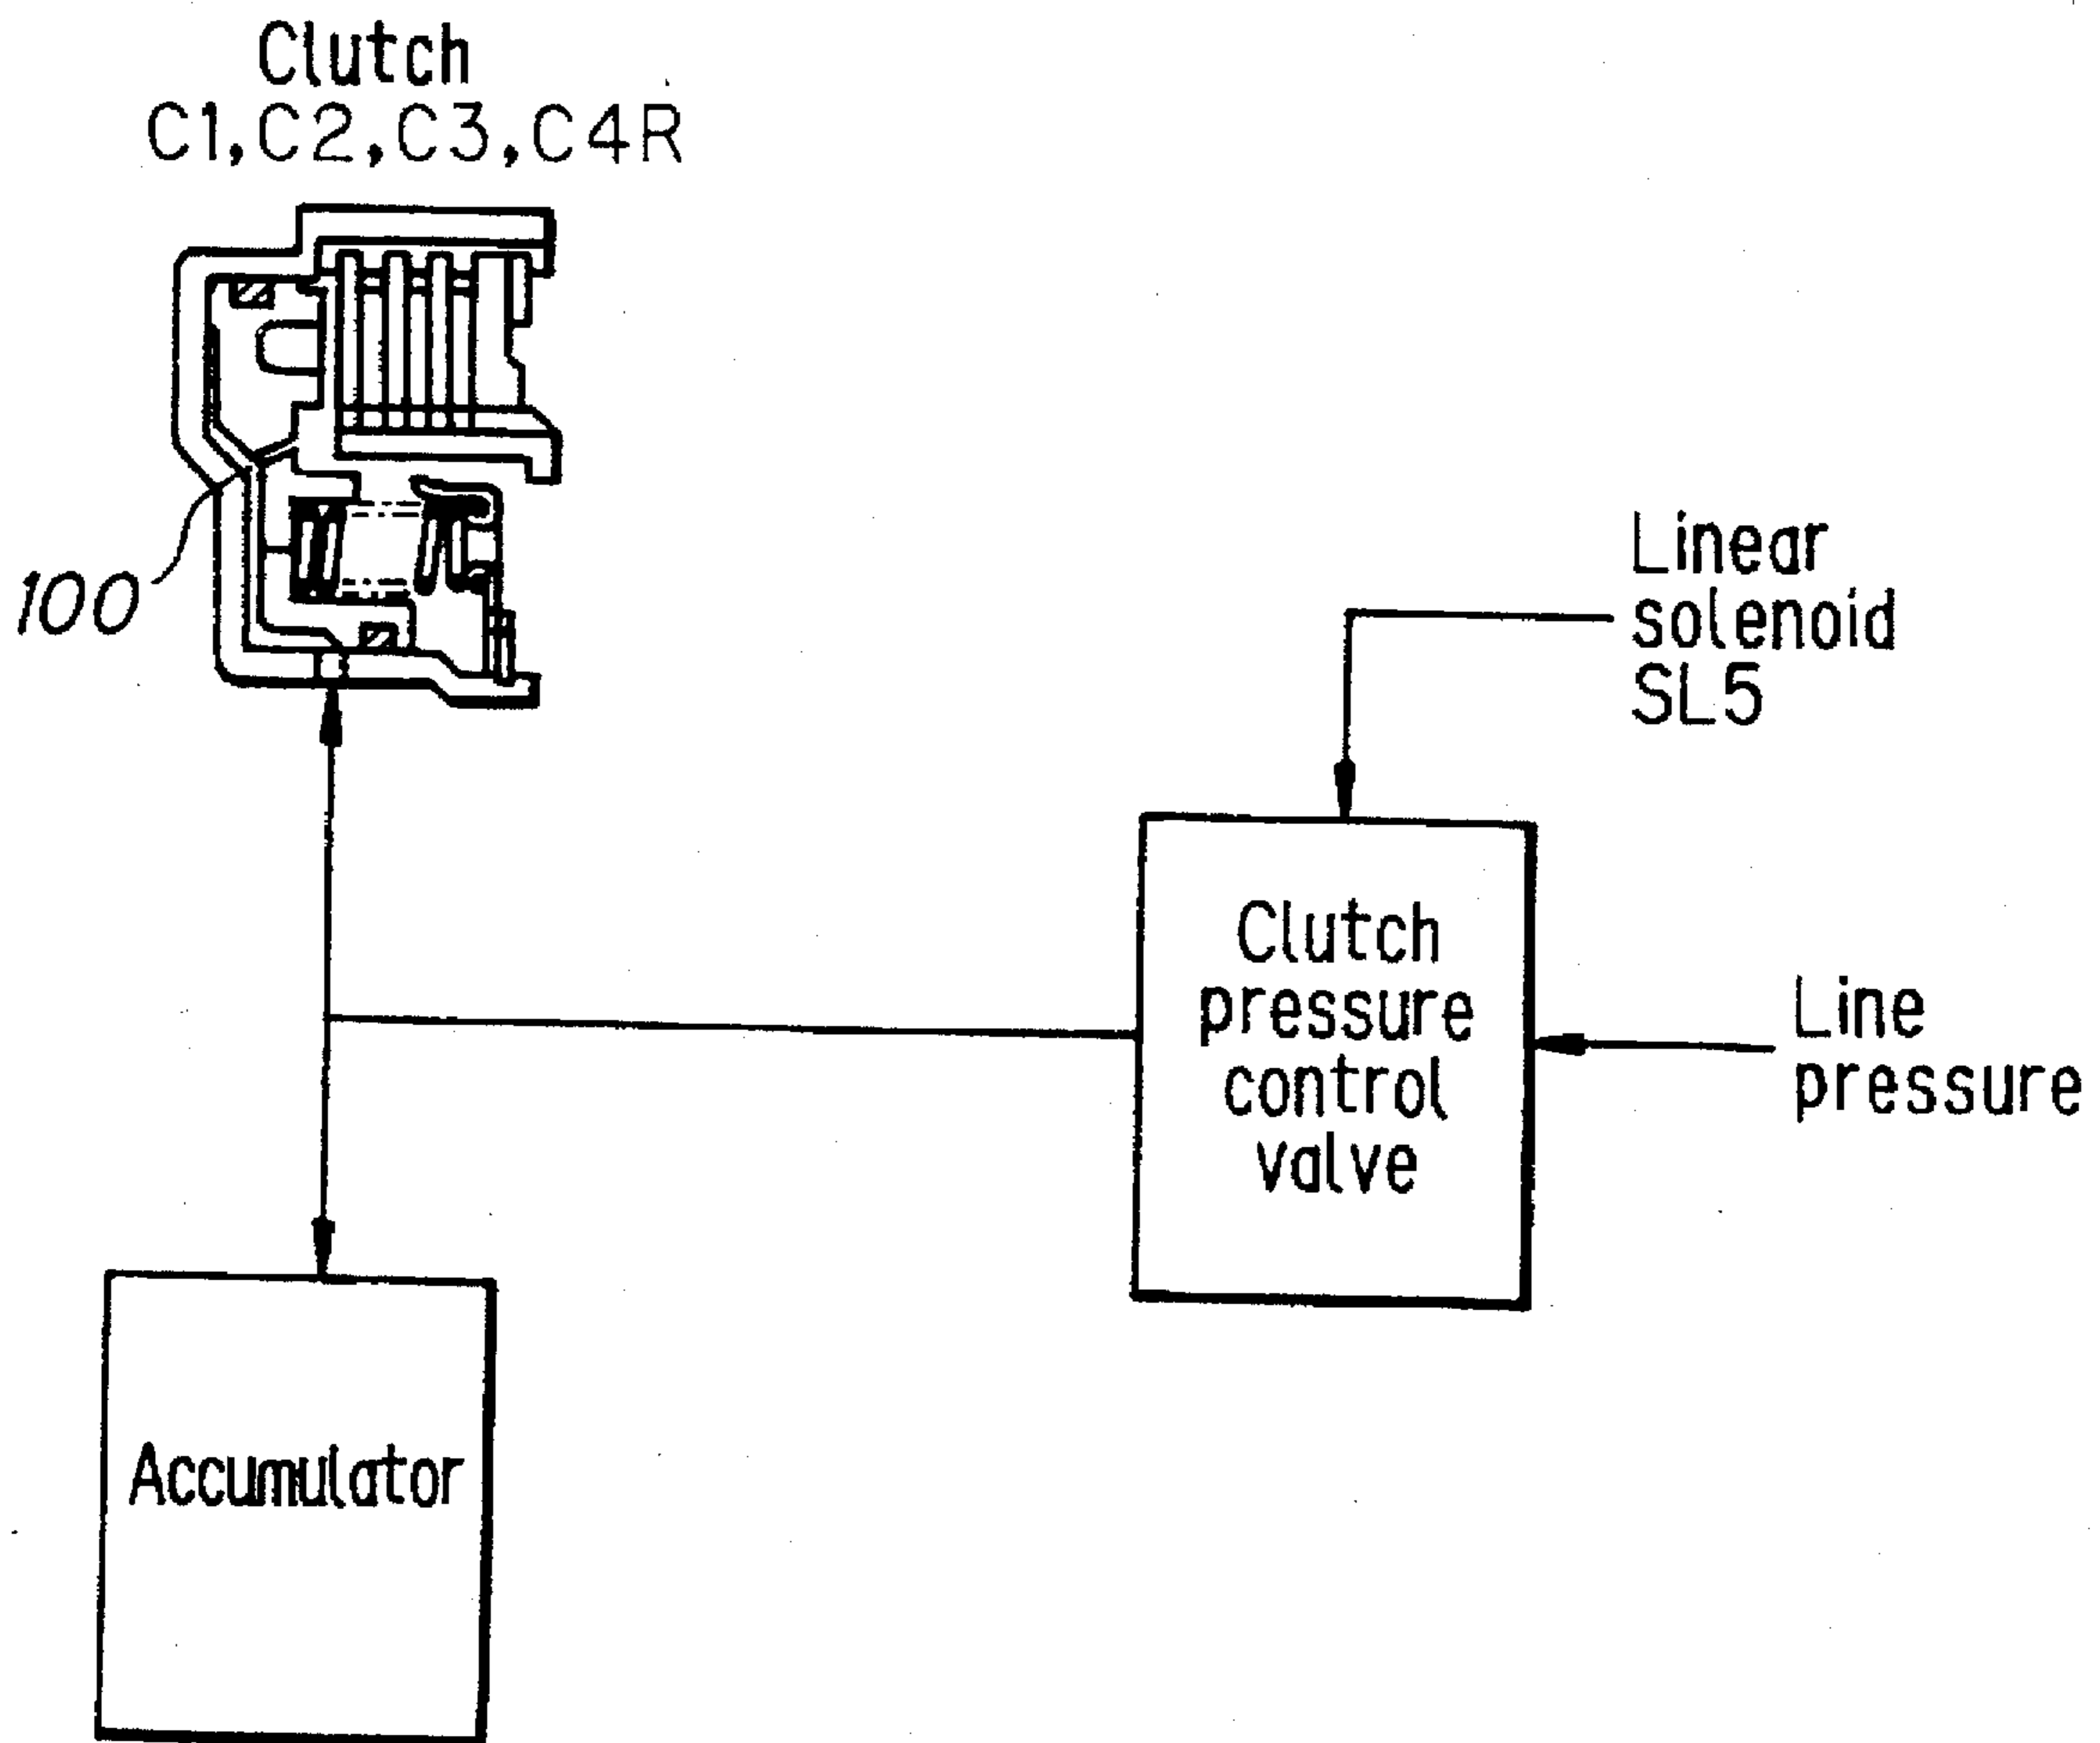 Clutch
C1,C2,C3,C4R
100
Linear
solenoid
SL5
Clutch
pressure
control
valve
Line
pressure
Accumulator